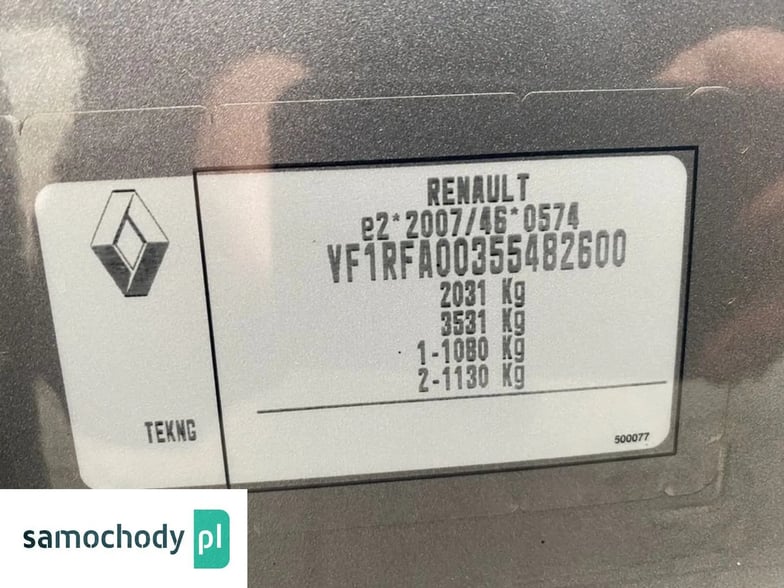 RENAULT
e2*2007/46*0574
VF1RFA00355482600
2031 Kg
3531 Kg
1-1080 Kg
2-1130 Kg
TEKNG
500077
samochody pl